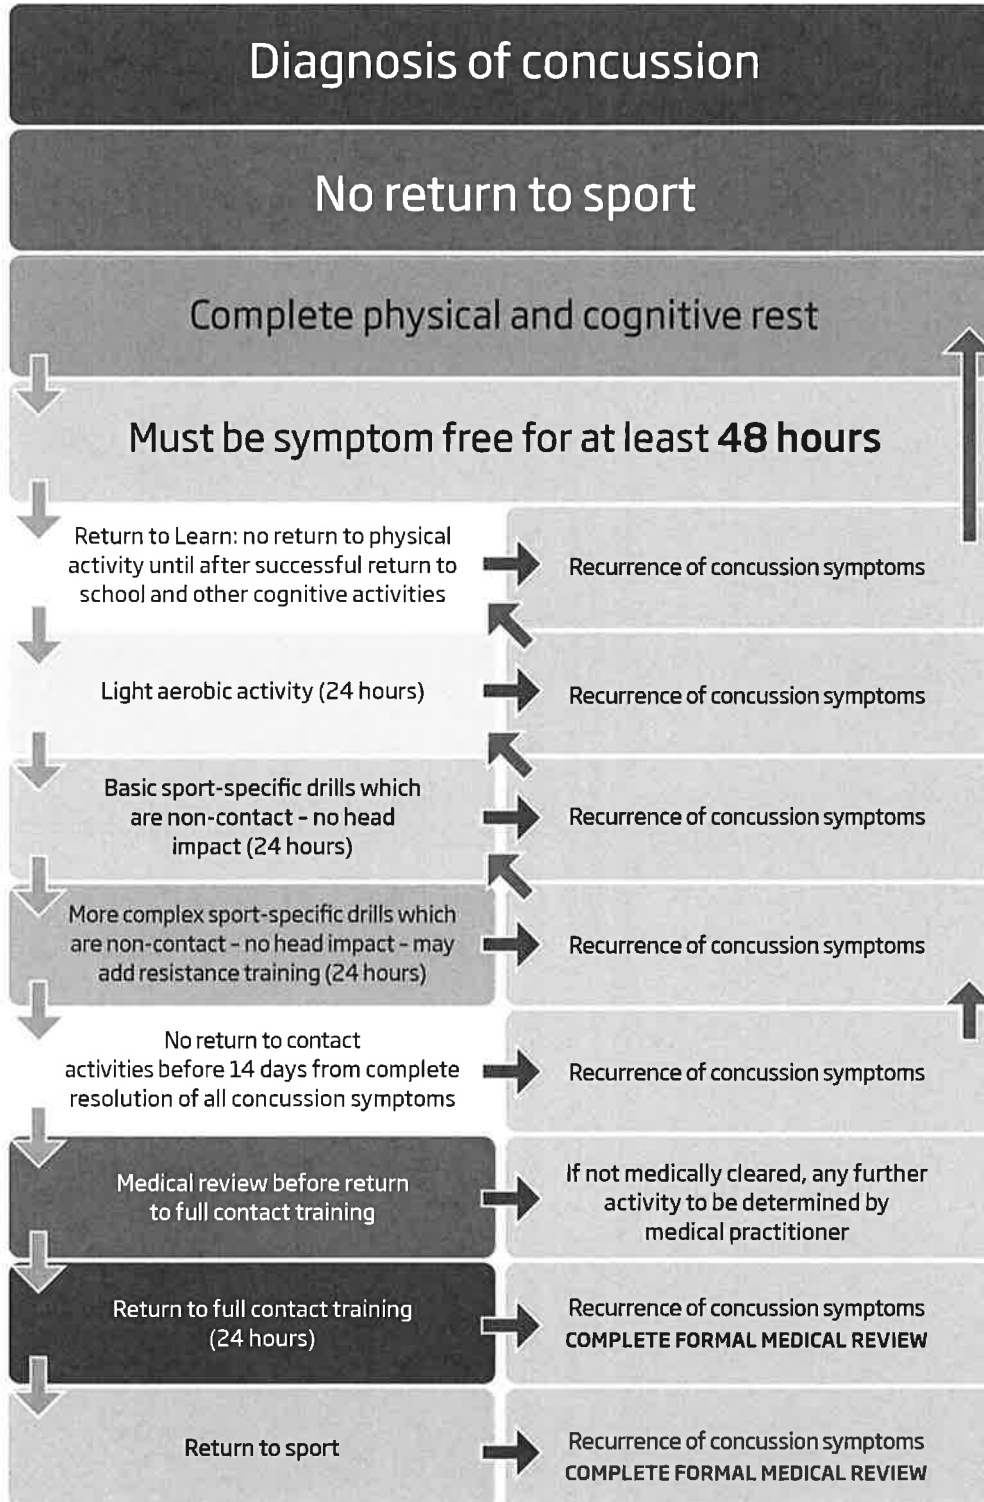 Diagnosis of concussion
No return to sport
Complete physical and cognitive rest
Must be symptom free for at least 48 hours
Return to Learn: no return to physical
activity until after successful return to
school and other cognitive activities
Recurrence of concussion symptoms
Light aerobic activity (24 hours)
Recurrence of concussion symptoms
Basic sport-specific drills which
are non-contact – no head
impact (24 hours)
Recurrence of concussion symptoms
More complex sport-specific drills which
are non-contact – no head impact – may
add resistance training (24 hours)
Recurrence of concussion symptoms
No return to contact
activities before 14 days from complete
resolution of all concussion symptoms
Recurrence of concussion symptoms
Medical review before return
to full contact training
If not medically cleared, any further
activity to be determined by
medical practitioner
Return to full contact training
(24 hours)
Recurrence of concussion symptoms
COMPLETE FORMAL MEDICAL REVIEW
Return to sport
Recurrence of concussion symptoms
COMPLETE FORMAL MEDICAL REVIEW